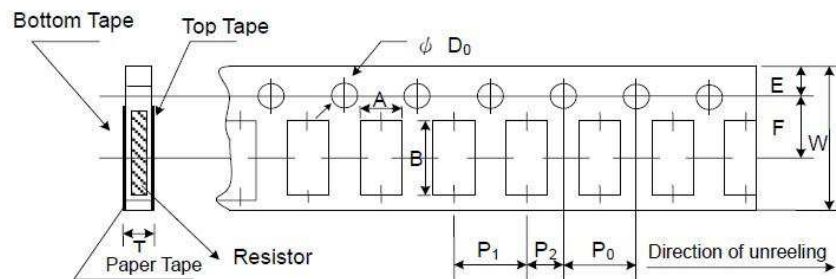 Bottom Tape
Top Tape
ψ D₀
A
E
F
W
B
T
P₁
P₂
P₀
Direction of unreeling
Resistor
Paper Tape